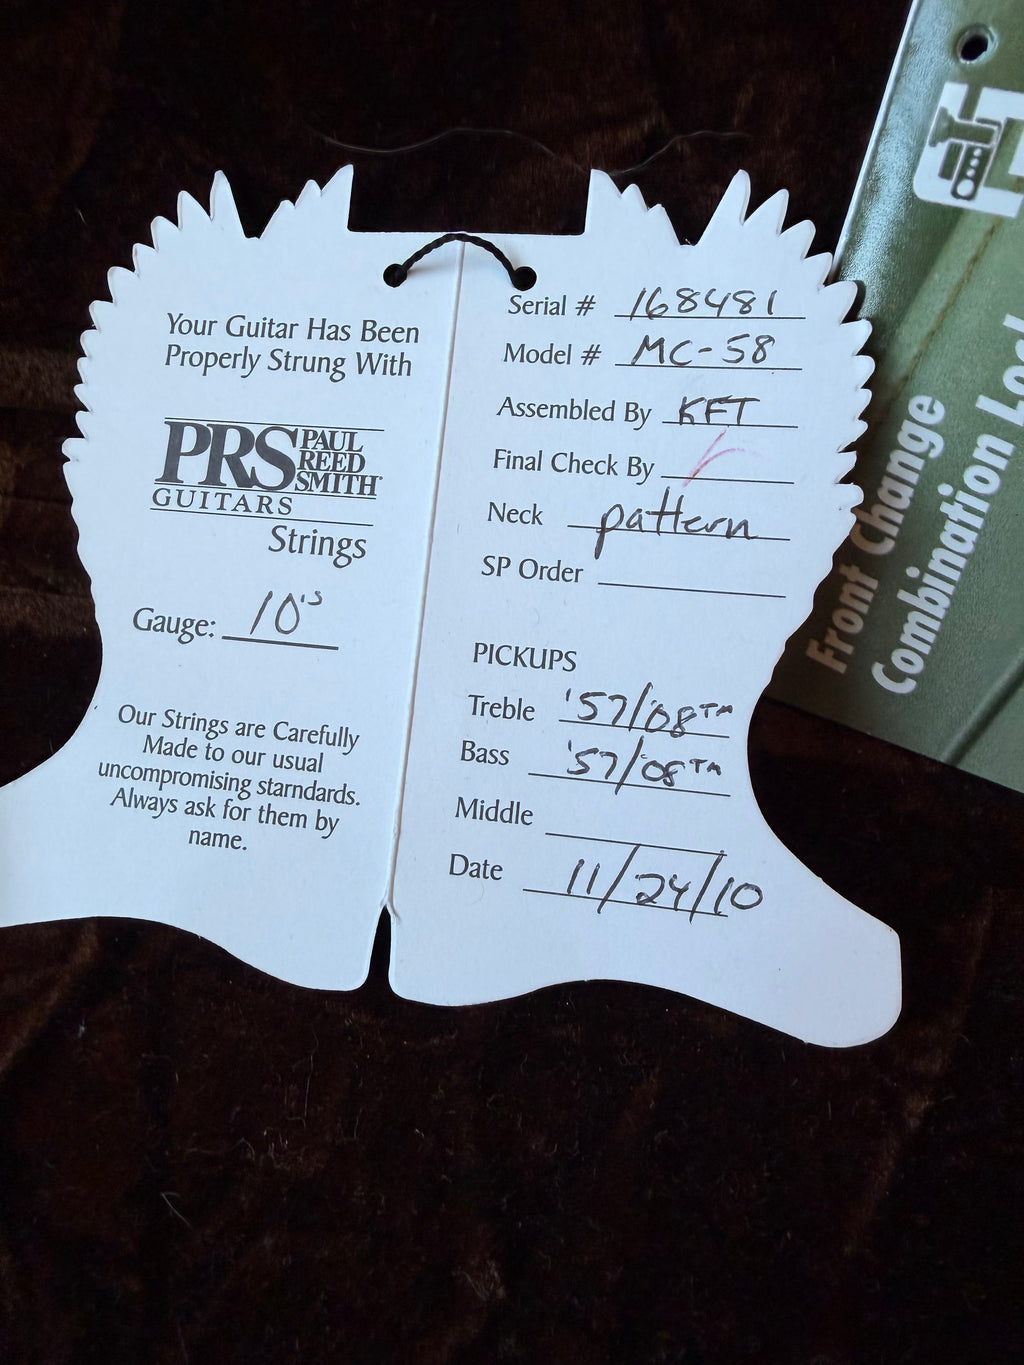 Your Guitar Has Been
Properly Strung With
PRS PAUL
REED
SMITH
GUITARS
Strings
Gauge: 10's
Our Strings are Carefully
Made to our usual
uncompromising starndards.
Always ask for them by
name.
Serial # 168481
Model # MC-58
Assembled By KFT
Final Check By
Neck pattern
SP Order
PICKUPS
Treble '57/'08™
Bass '57/'08™
Middle
Date 11/24/10
Front Change
Combination